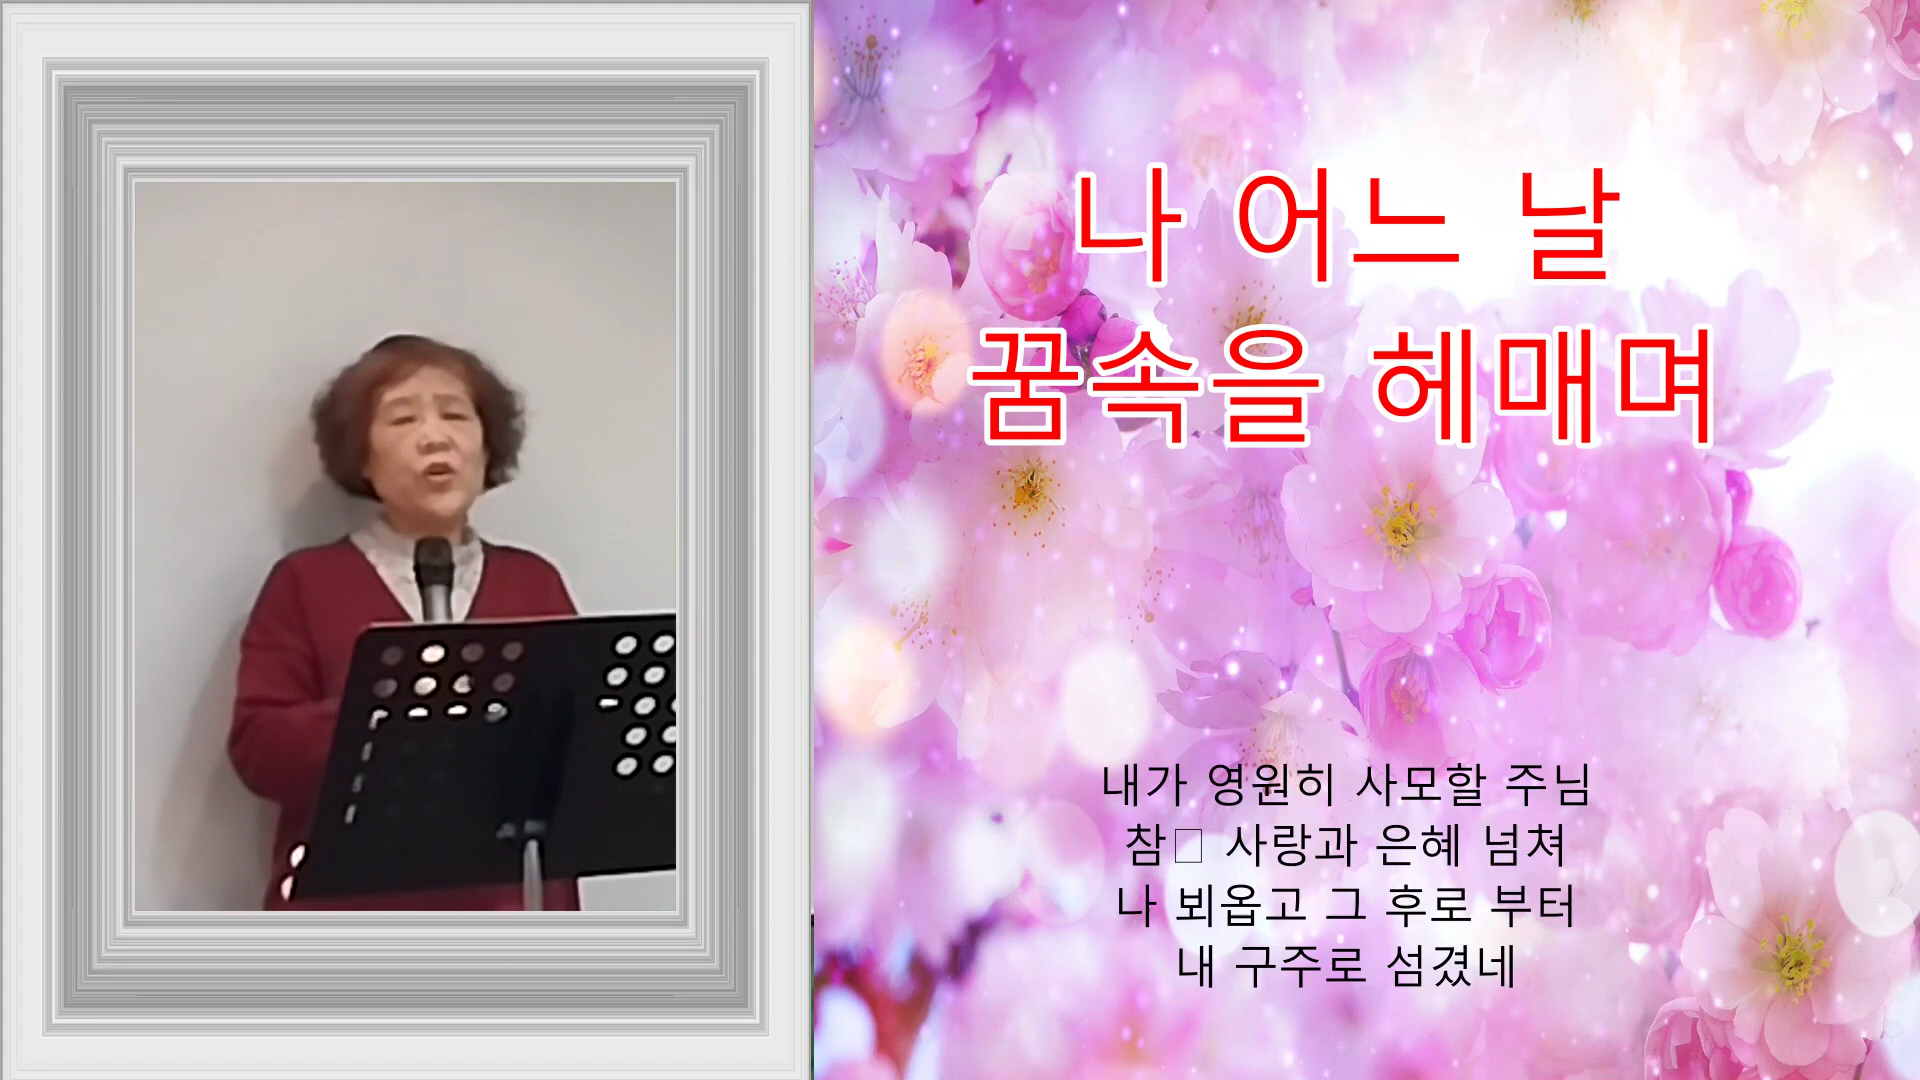 나 어느 날
꿈속을 헤매며
내가 영원히 사모할 주님
참□ 사랑과 은혜 넘쳐
나 뵈옵고 그 후로 부터
내 구주로 섬겼네